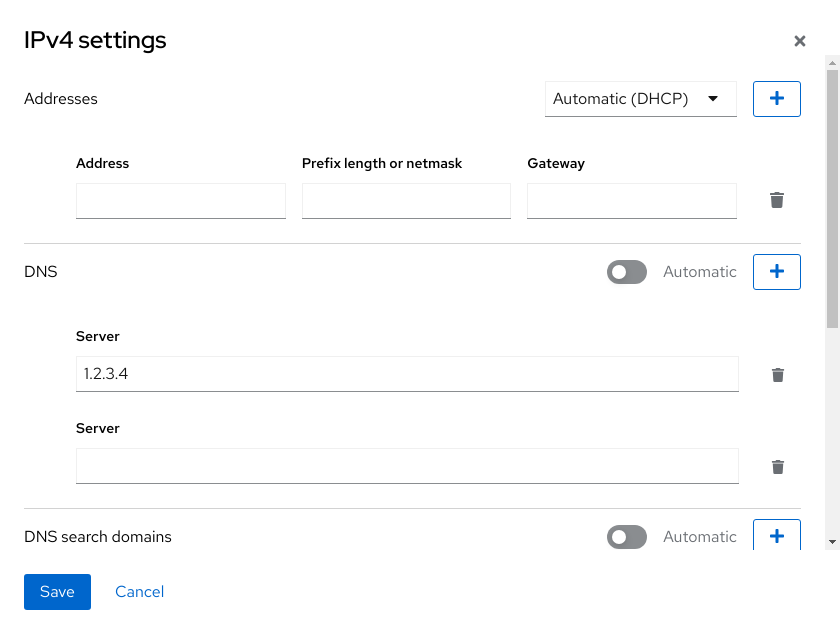 IPv4 settings
Addresses
Automatic (DHCP)
Address Prefix length or netmask Gateway
DNS
Automatic
Server
1.2.3.4
Server
DNS search domains
Automatic
Save Cancel